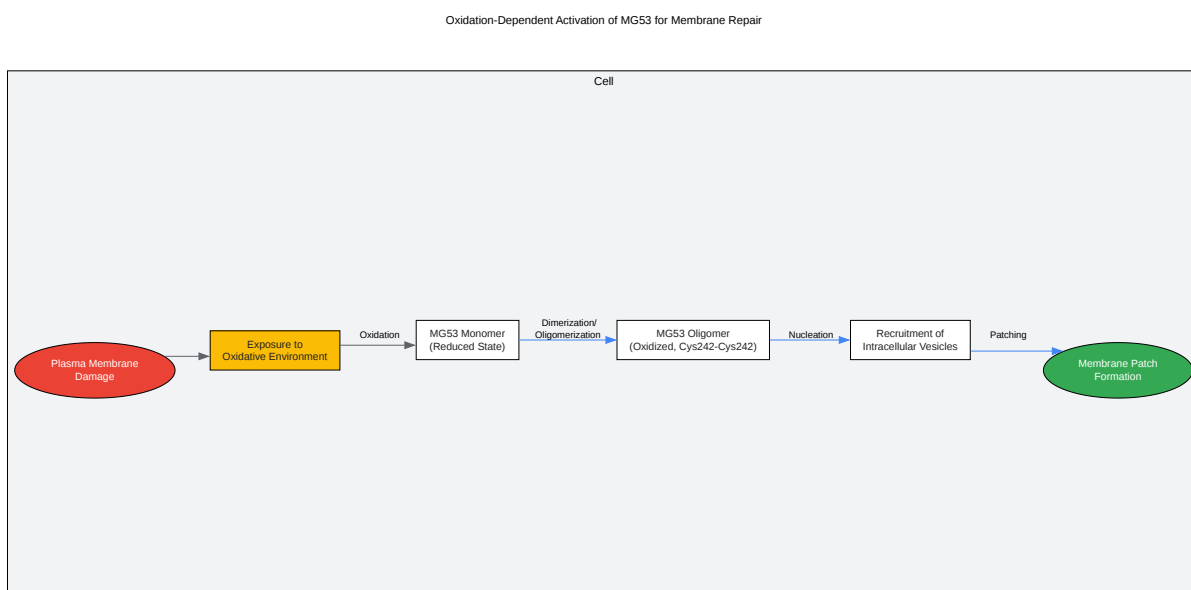 Oxidation-Dependent Activation of MG53 for Membrane Repair
Cell
Plasma Membrane
Damage
Exposure to
Oxidative Environment
Oxidation
MG53 Monomer
(Reduced State)
Dimerization/
Oligomerization
MG53 Oligomer
(Oxidized, Cys242-Cys242)
Nucleation
Recruitment of
Intracellular Vesicles
Patching
Membrane Patch
Formation